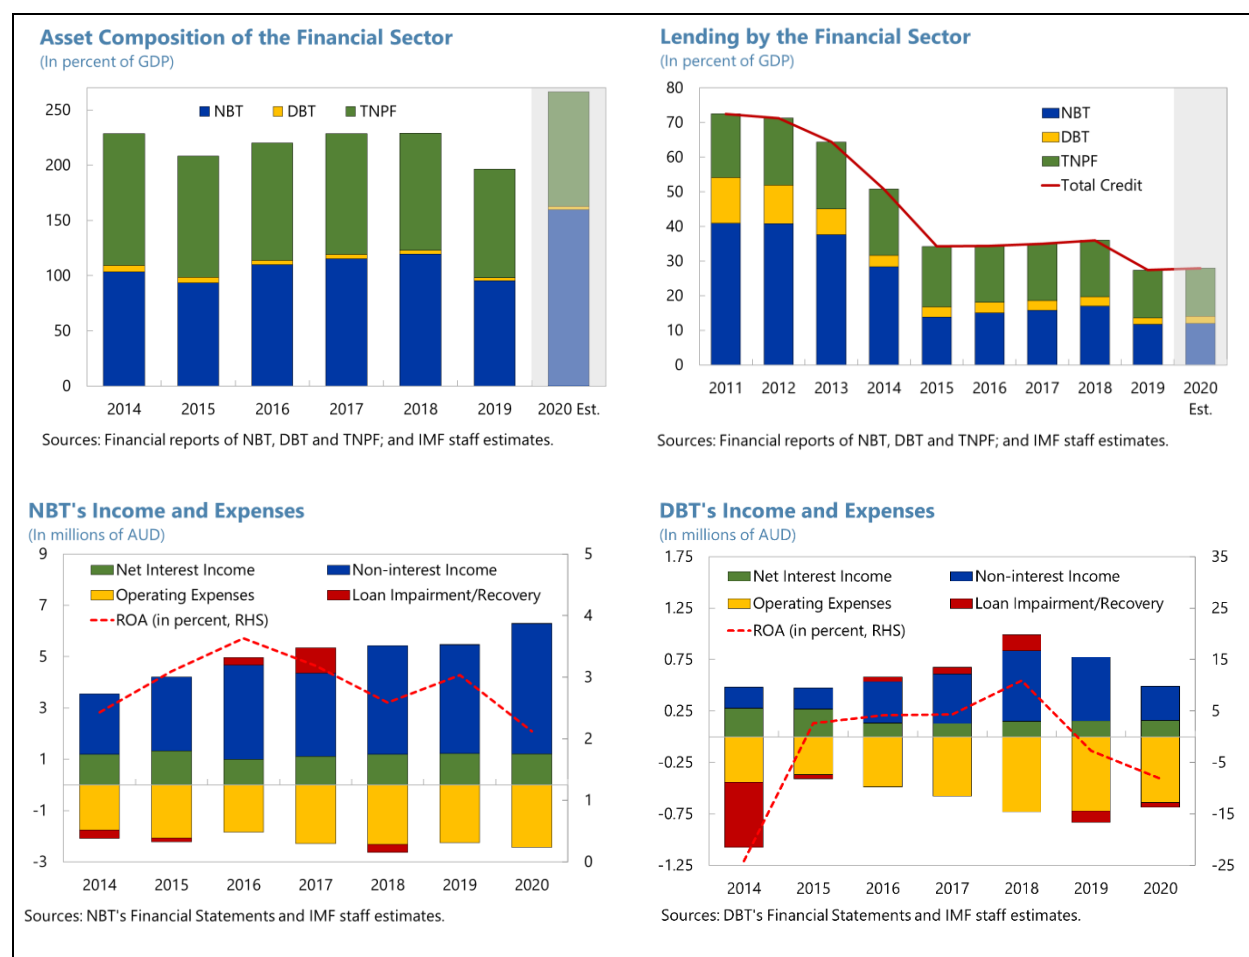 Asset Composition of the Financial Sector
(In percent of GDP)
NBT DBT TNPF
250
200
150
100
50
0
2014 2015 2016 2017 2018 2019 2020 Est.
Sources: Financial reports of NBT, DBT and TNPF; and IMF staff estimates.
Lending by the Financial Sector
(In percent of GDP)
80
70
60
50
40
30
20
10
0
NBT
DBT
TNPF
Total Credit
2011 2012 2013 2014 2015 2016 2017 2018 2019 2020
Est.
Sources: Financial reports of NBT, DBT and TNPF; and IMF staff estimates.
NBT's Income and Expenses
(In millions of AUD)
9
7
5
3
1
-1
-3
Net Interest Income Non-interest Income
Operating Expenses Loan Impairment/Recovery
ROA (in percent, RHS)
5
4
3
2
1
0
2014 2015 2016 2017 2018 2019 2020
Sources: NBT's Financial Statements and IMF staff estimates.
DBT's Income and Expenses
(In millions of AUD)
1.75
1.25
0.75
0.25
-0.25
-0.75
-1.25
Net Interest Income Non-interest Income
Operating Expenses Loan Impairment/Recovery
ROA (in percent, RHS)
35
25
15
5
-5
-15
-25
2014 2015 2016 2017 2018 2019 2020
Sources: DBT's Financial Statements and IMF staff estimates.